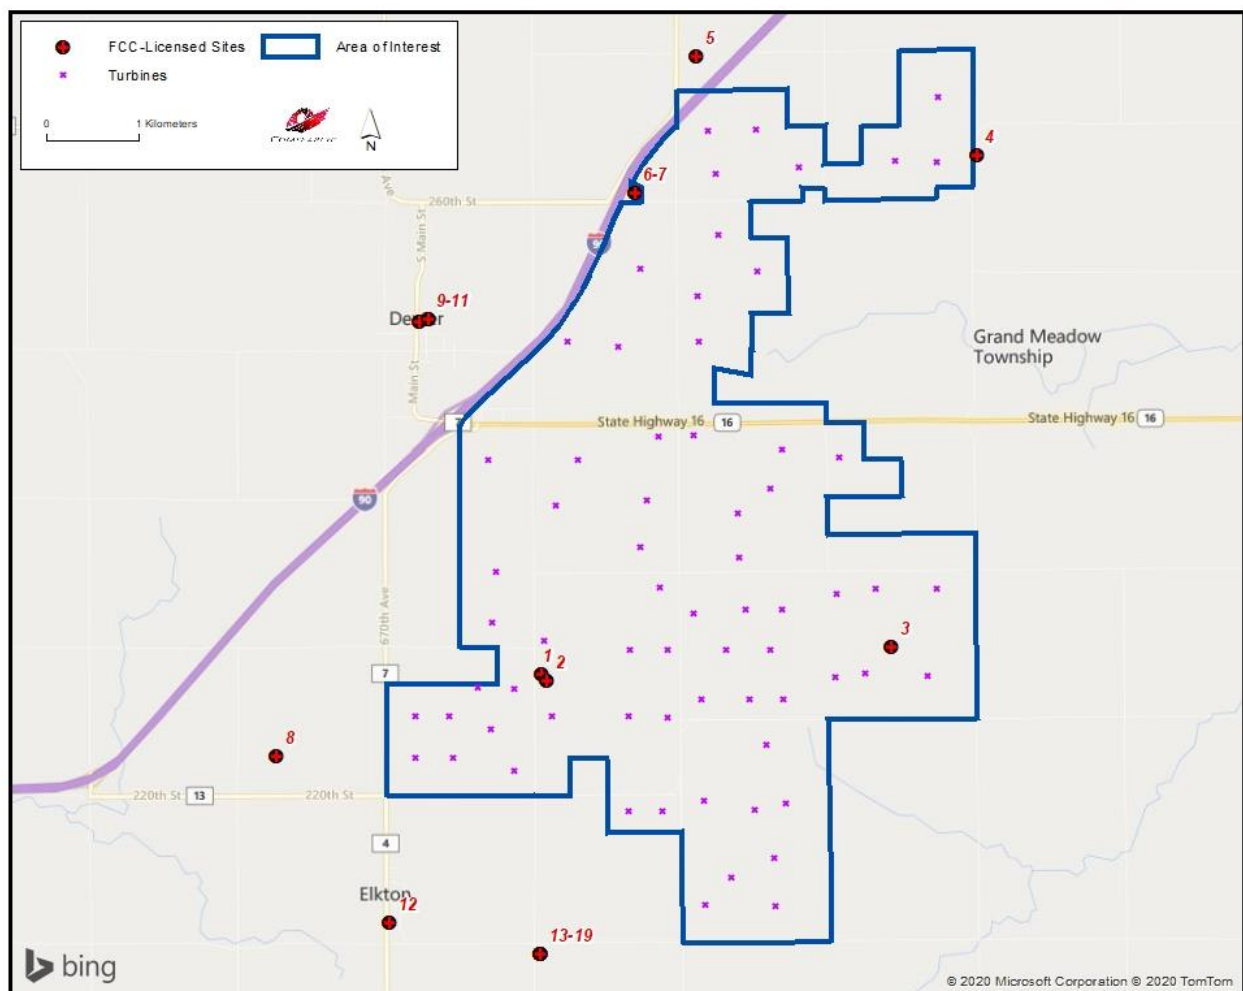 FCC-Licensed Sites
Area of Interest
Turbines
0
1 Kilometers
N
5
4
6-7
Ave
260th St
S Main St
9-11
Grand Meadow
Township
Main St
7
State Highway 16 16
State Highway 16 16
90
670th Ave
3
1 2
7
8
220th St 13 220th St
4
Elkton
12
13-19
bing
© 2020 Microsoft Corporation © 2020 TomTom